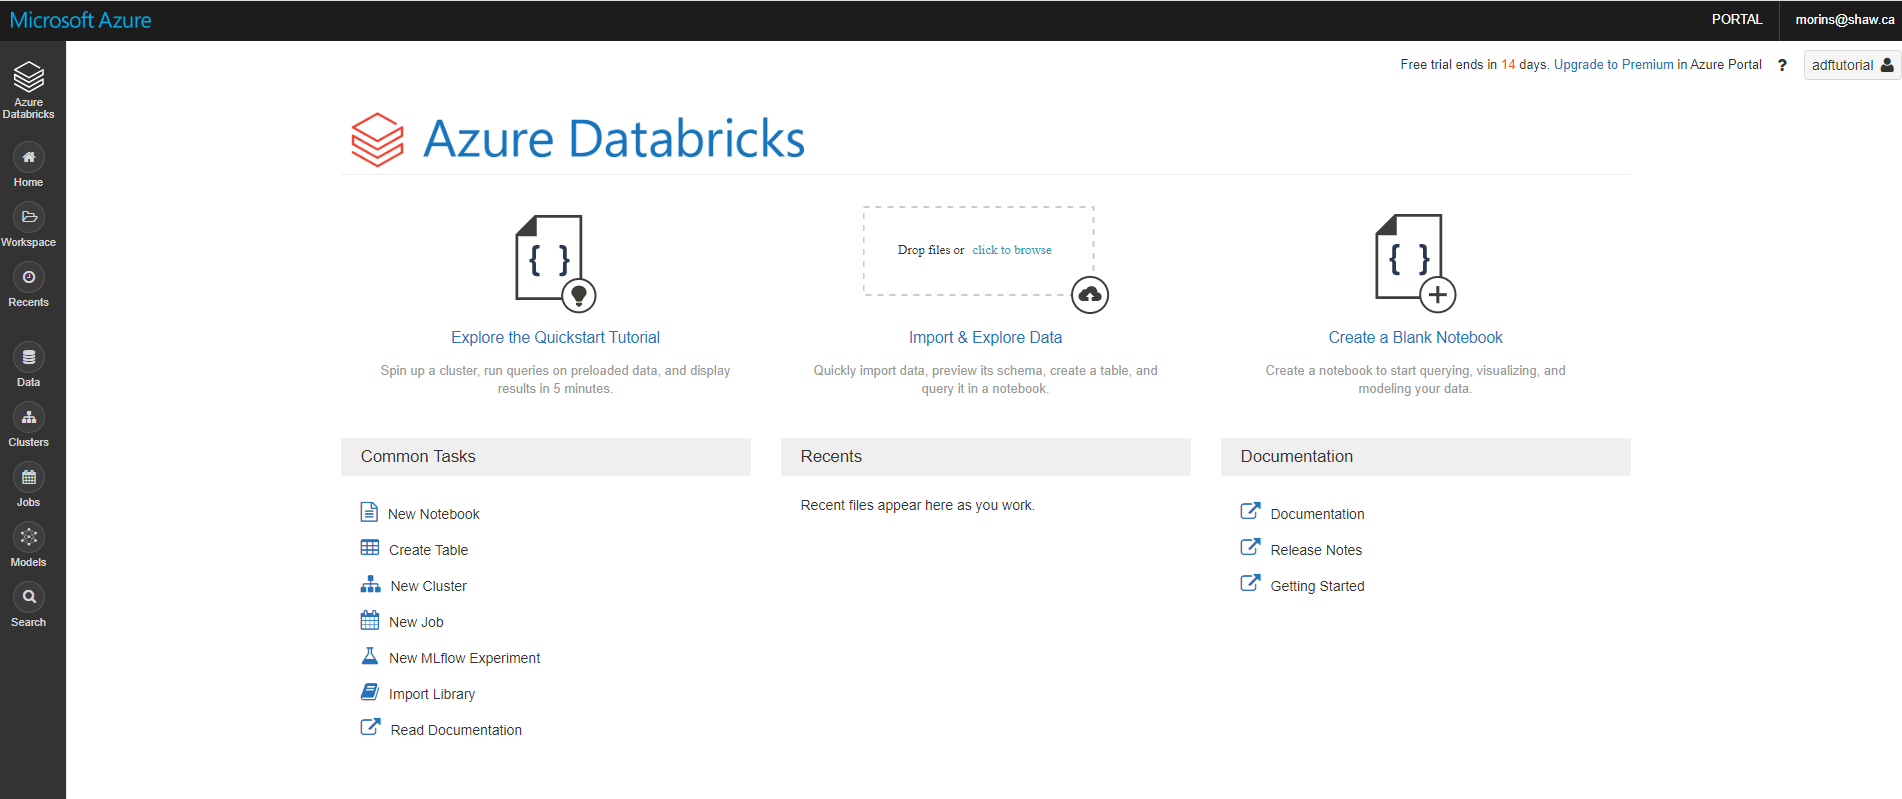 Microsoft Azure
PORTAL
morins@shaw.ca
Free trial ends in 14 days. Upgrade to Premium in Azure Portal
?
adftutorial
Azure
Databricks
Home
Workspace
Recents
Data
Clusters
Jobs
Models
Search
Azure Databricks
{ }
Explore the Quickstart Tutorial
Spin up a cluster, run queries on preloaded data, and display
results in 5 minutes.
Drop files or click to browse
Import & Explore Data
Quickly import data, preview its schema, create a table, and
query it in a notebook.
{ }
Create a Blank Notebook
Create a notebook to start querying, visualizing, and
modeling your data.
Common Tasks
New Notebook
Create Table
New Cluster
New Job
New MLflow Experiment
Import Library
Read Documentation
Recents
Recent files appear here as you work.
Documentation
Documentation
Release Notes
Getting Started